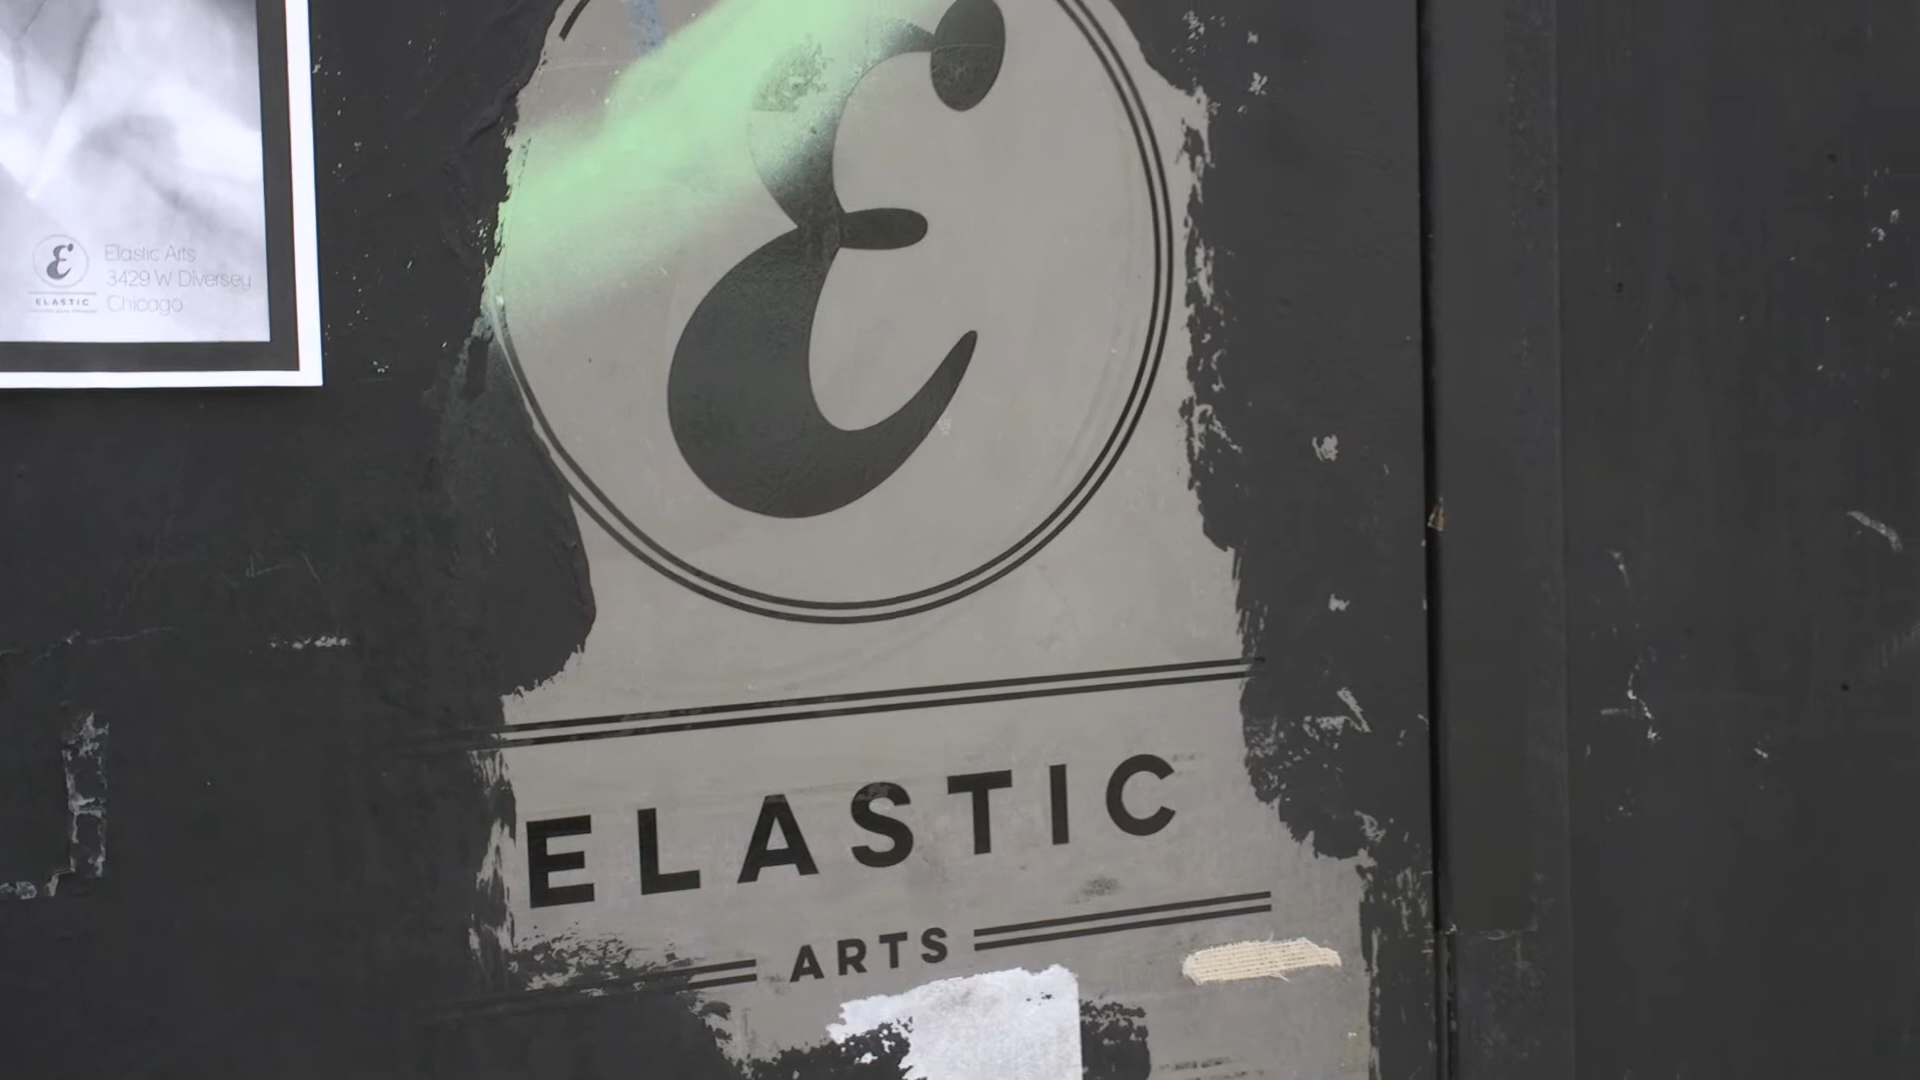 Elastic Arts
3429 W Diversey
Chicago
ELASTIC
E
ELASTIC
ARTS